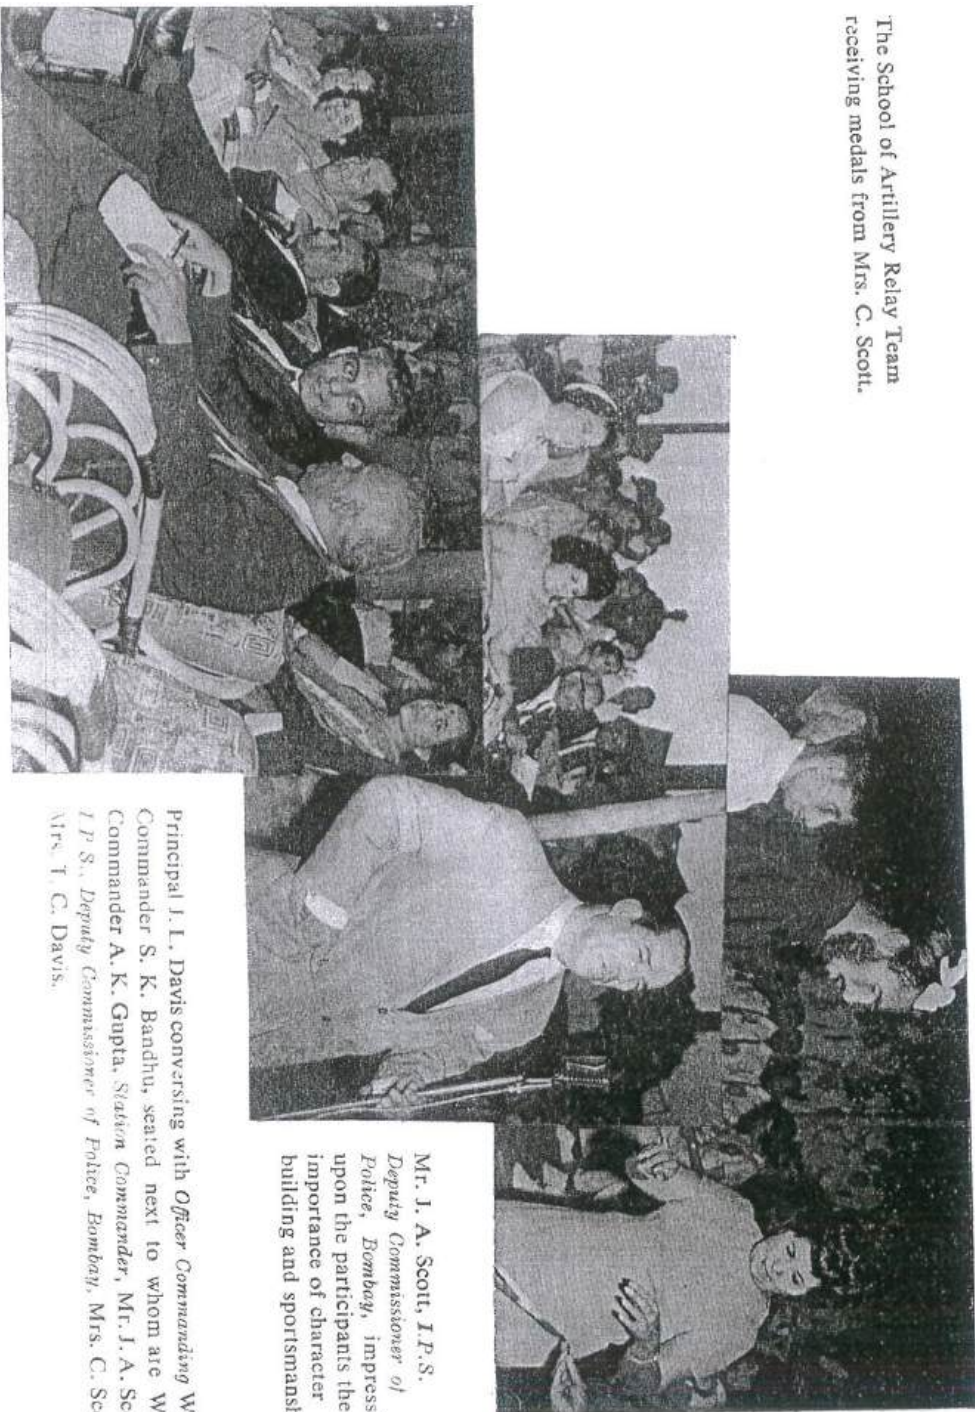 The School of Artillery Relay Team
receiving medals from Mrs. C. Scott.
Mr. J. A. Scott, I.P.S.
Deputy Commissioner of
Police, Bombay, impress
upon the participants the
importance of character
building and sportsmansh
Principal J. L. Davis conversing with Officer Commanding W
Commander S. K. Bandhu, seated next to whom are W
Commander A. K. Gupta, Station Commander, Mr. J. A. Sc
I.P.S., Deputy Commissioner of Police, Bombay, Mrs. C. Sc
Mrs. T. C. Davis.